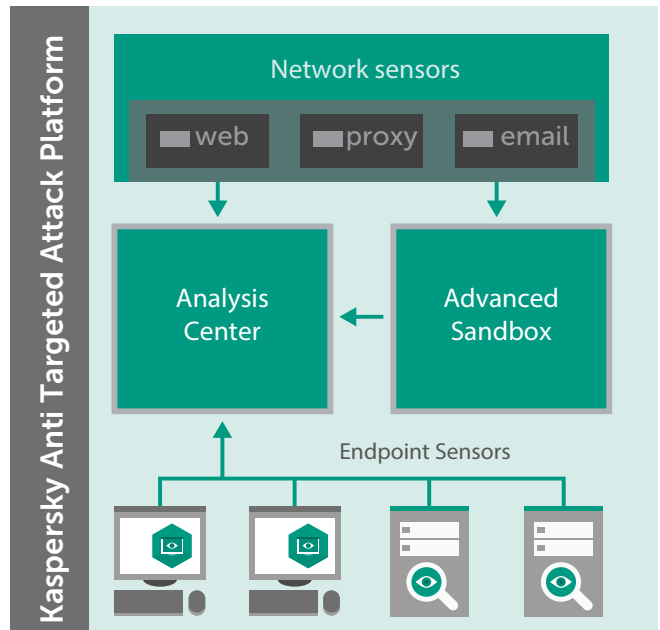 Kaspersky Anti Targeted Attack Platform
Network sensors
web
proxy
email
Analysis
Center
Advanced
Sandbox
Endpoint Sensors